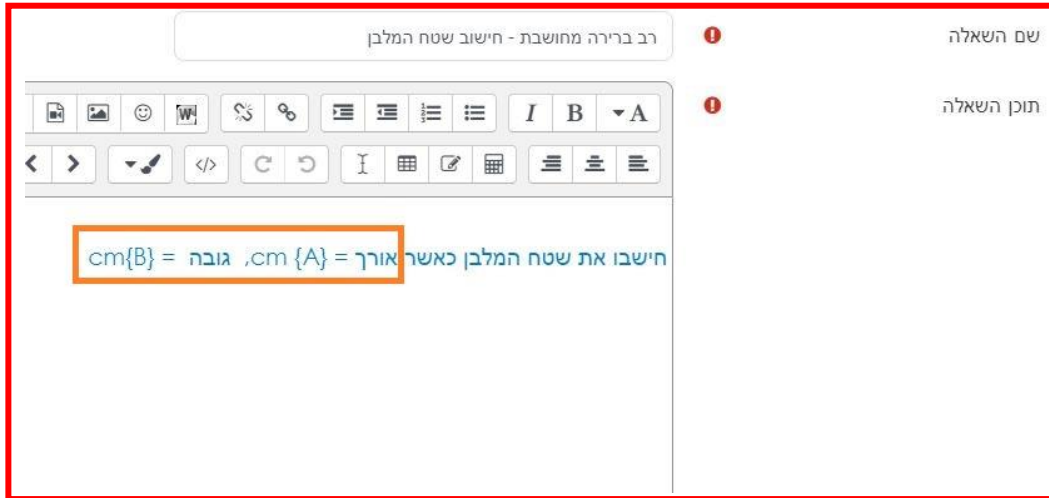 שם השאלה
רב ברירה מחושבת - חישוב שטח המלבן
תוכן השאלה
A B I
W
</>
חישבו את שטח המלבן כאשר אורך = {A} cm, גובה = {B}cm